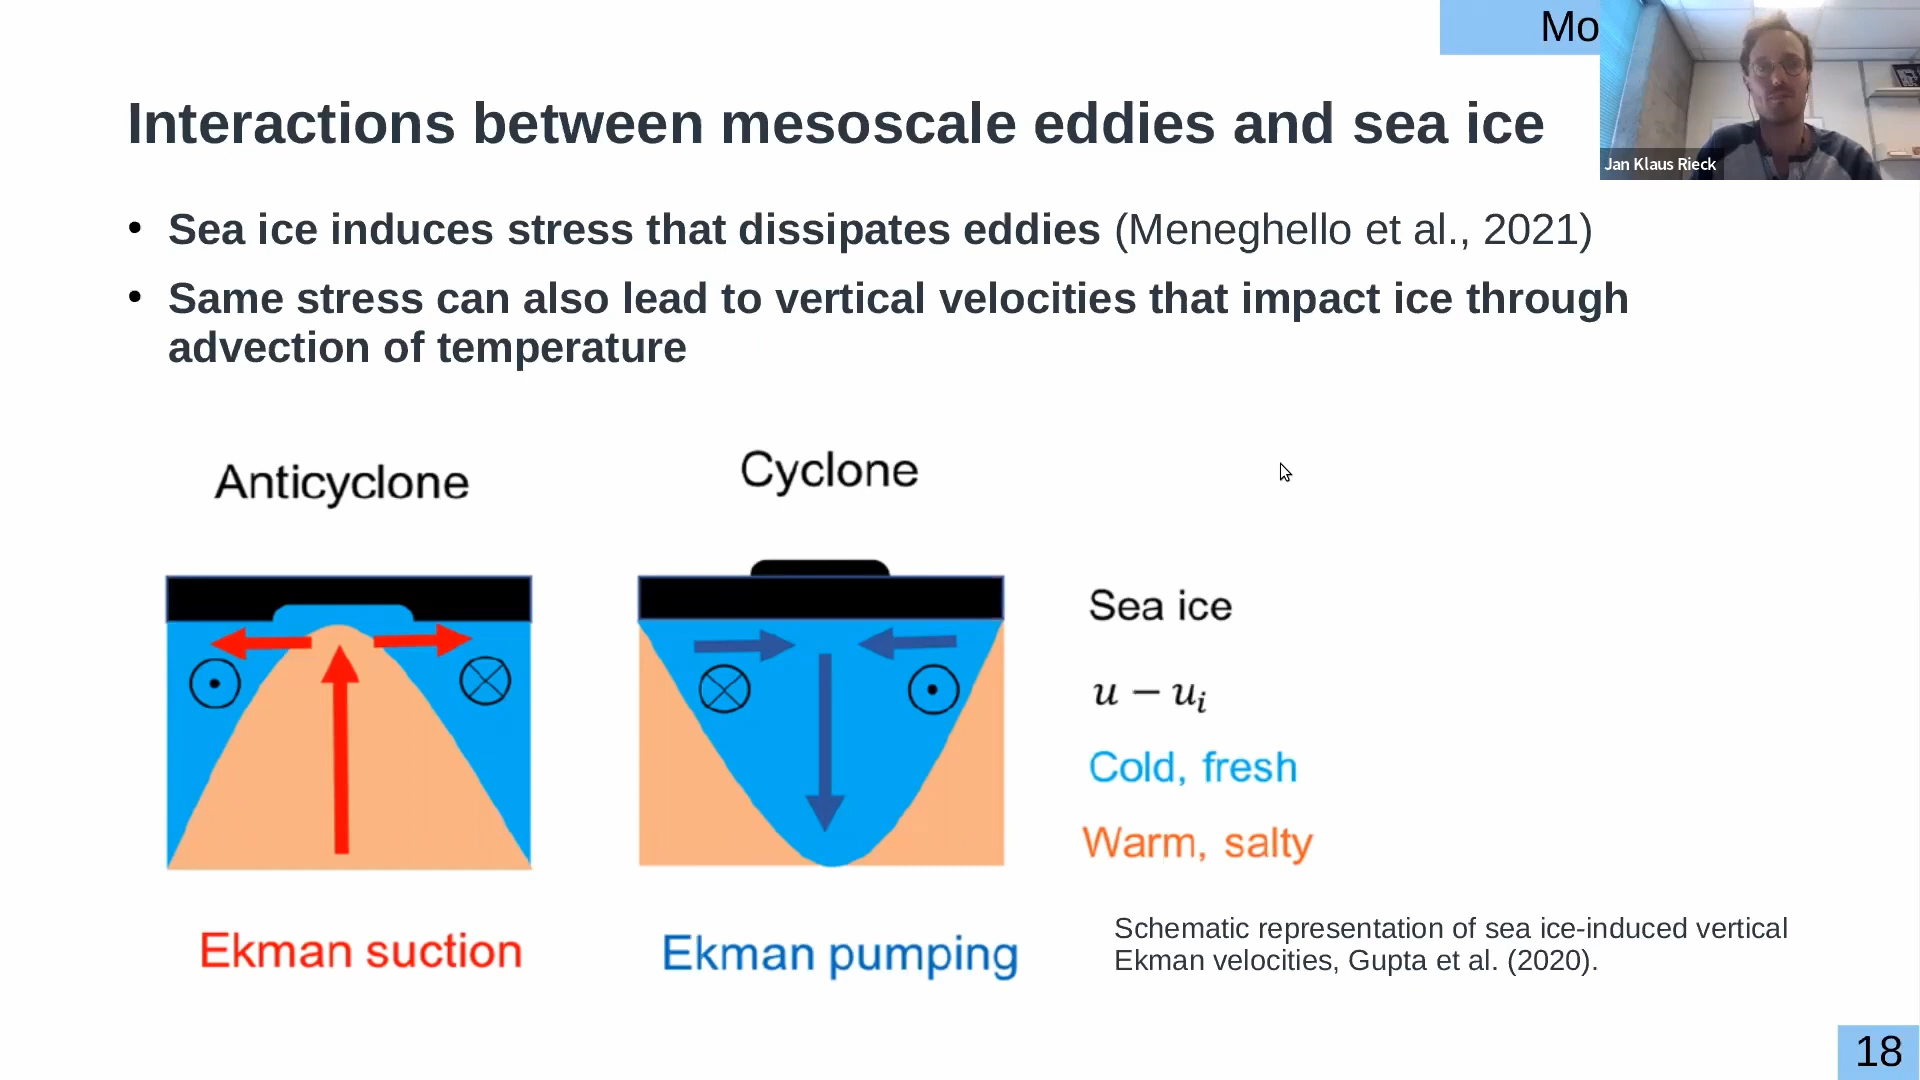 Mo
Interactions between mesoscale eddies and sea ice
Jan Klaus Rieck
• Sea ice induces stress that dissipates eddies (Meneghello et al., 2021)
• Same stress can also lead to vertical velocities that impact ice through
advection of temperature
Anticyclone
Cyclone
Sea ice
u − uᵢ
Cold, fresh
Warm, salty
Ekman suction
Ekman pumping
Schematic representation of sea ice-induced vertical
Ekman velocities, Gupta et al. (2020).
18